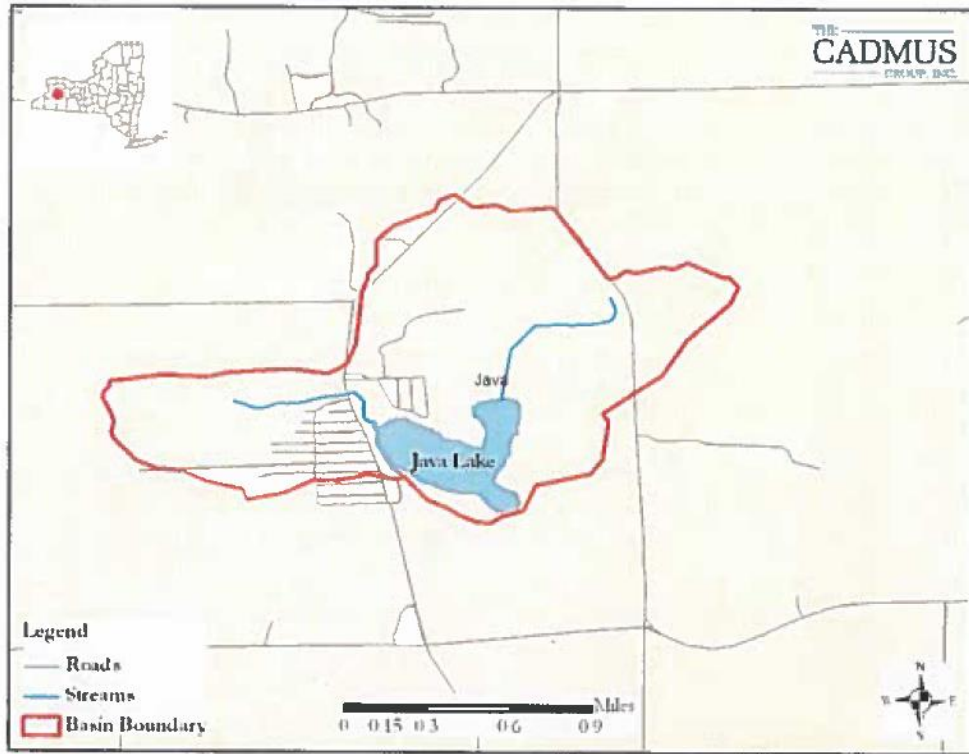 THE
CADMUS
GROUP, INC.
Java
Java Lake
Legend
Roads
Streams
Basin Boundary
Miles
0 0.15 0.3 0.6 0.9
N
W E
S